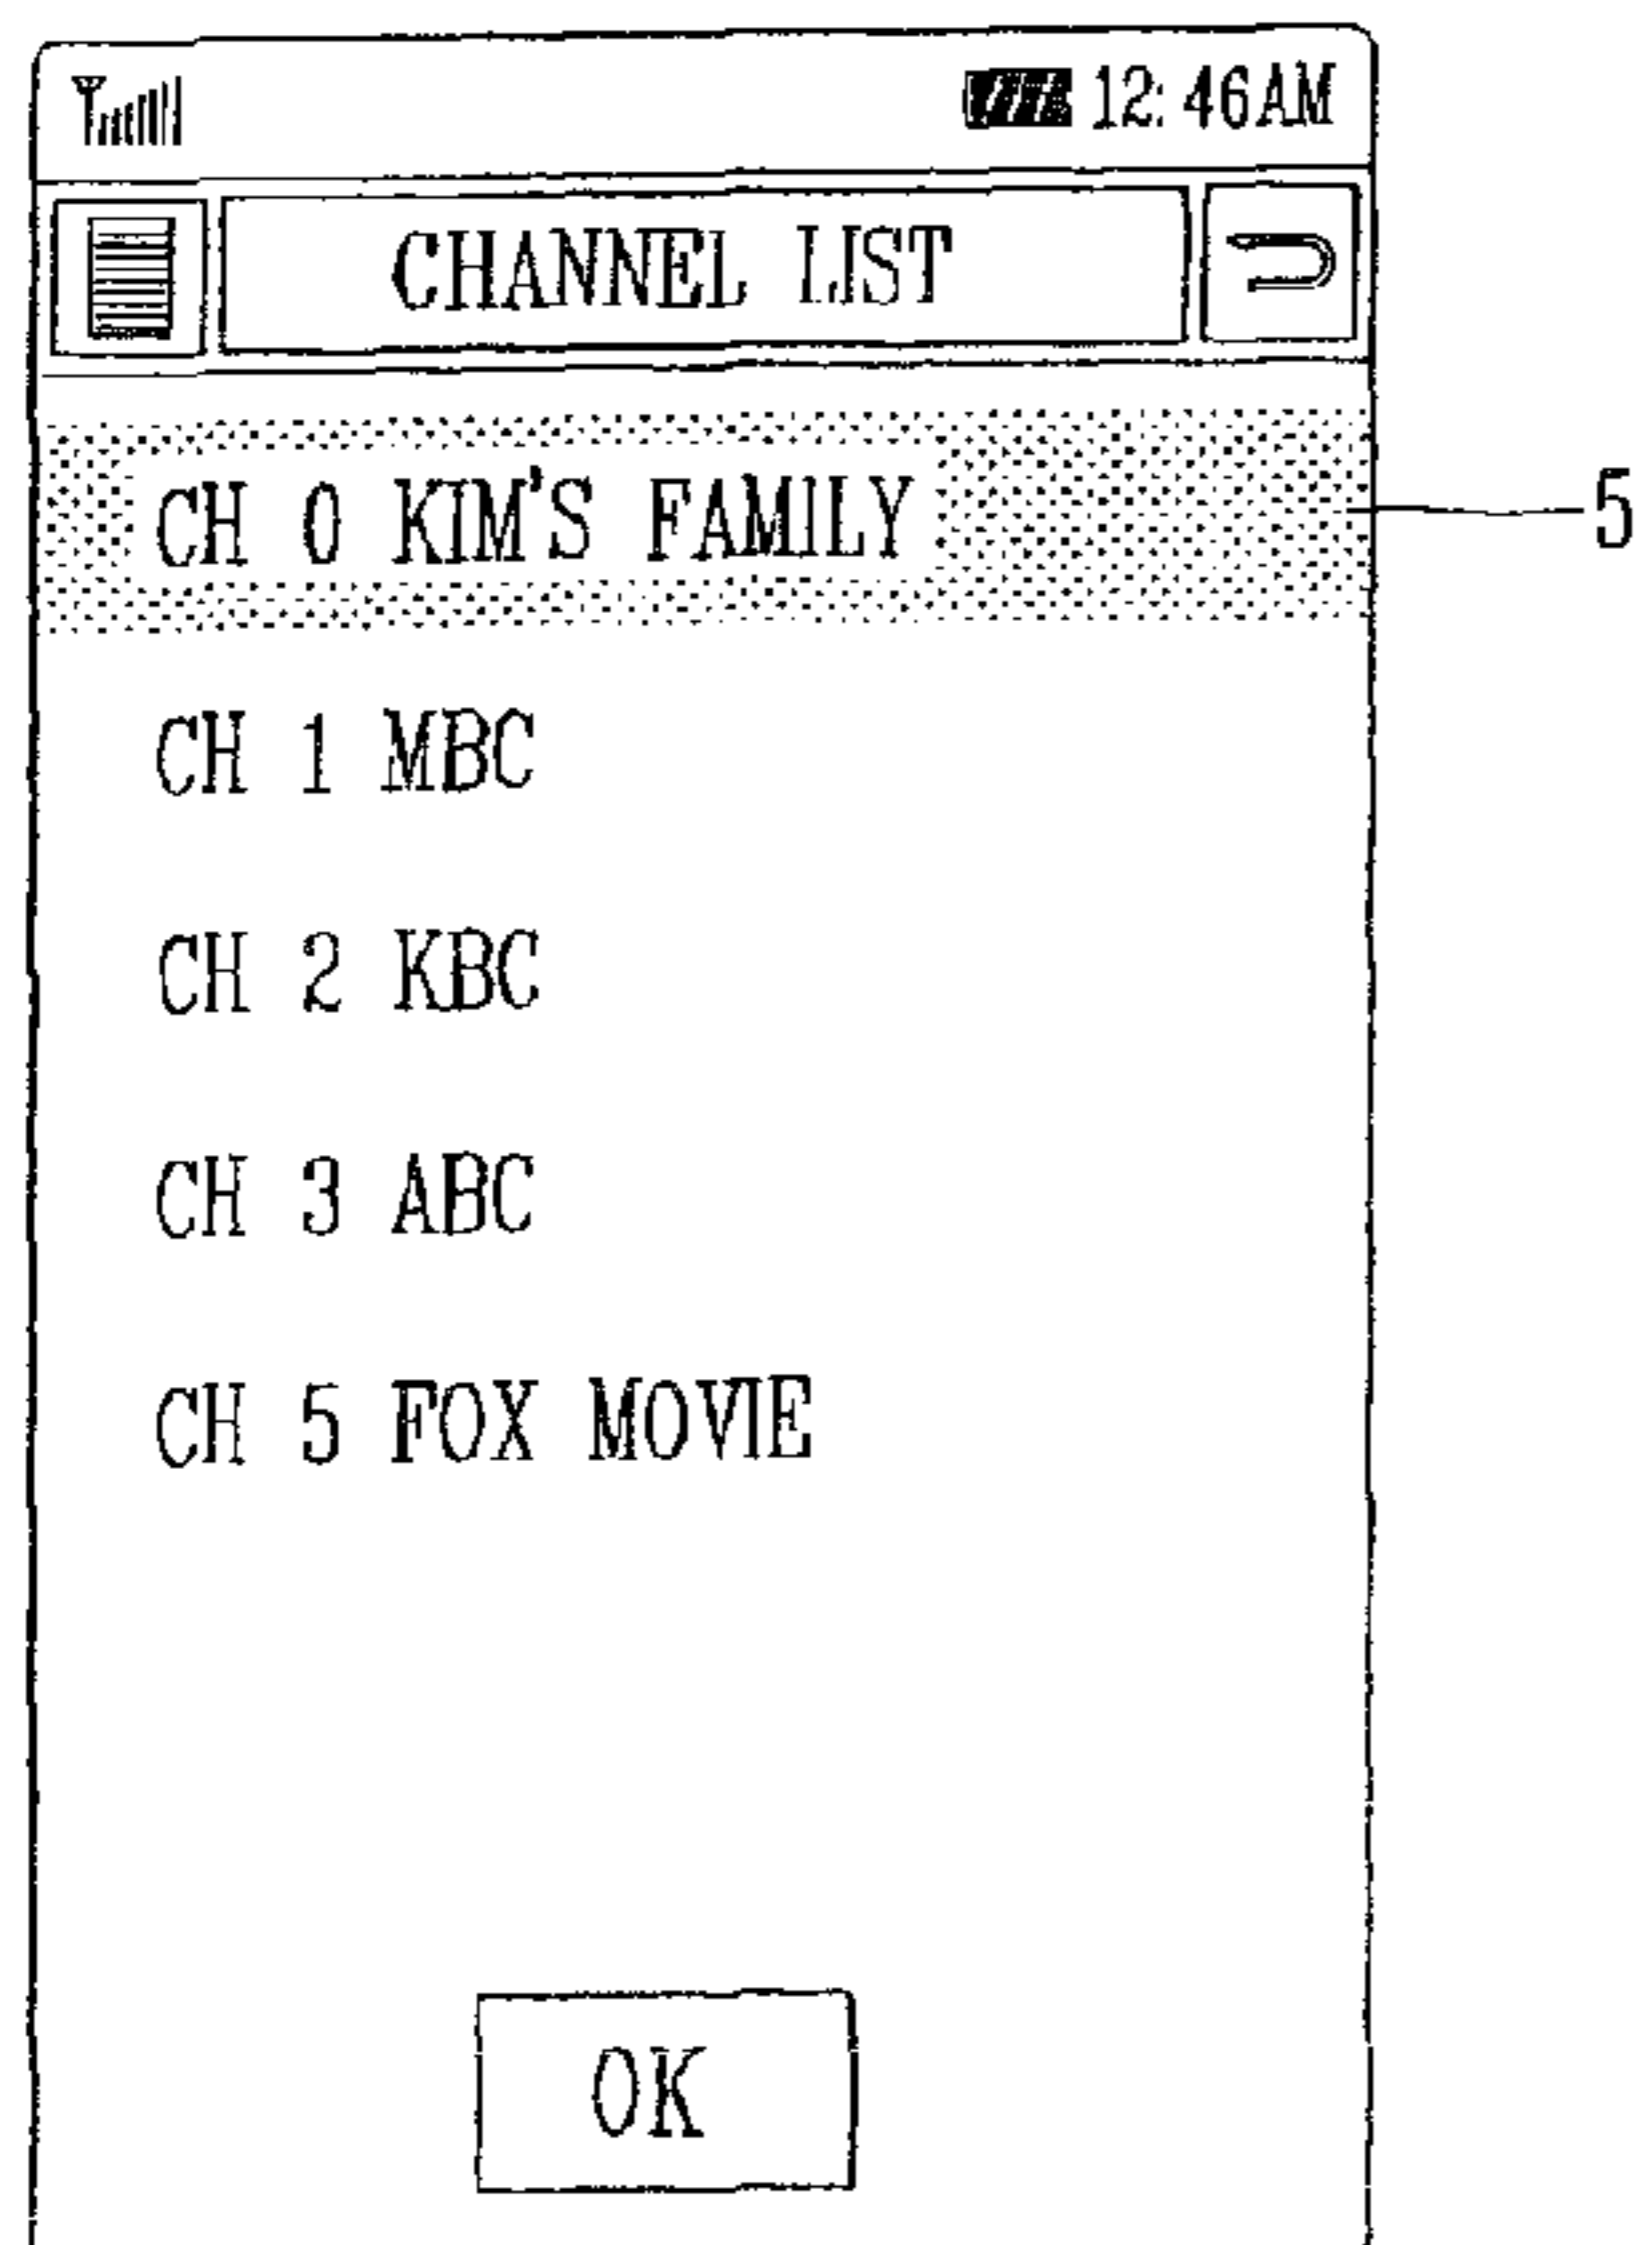 12:46AM
CHANNEL LIST
CH 0 KIM'S FAMILY
5
CH 1 MBC
CH 2 KBC
CH 3 ABC
CH 5 FOX MOVIE
OK